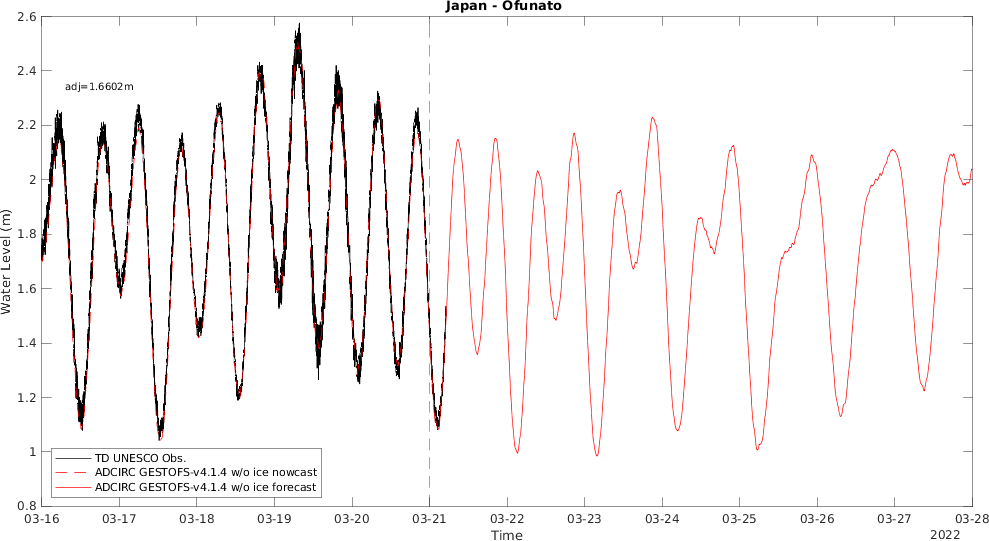 Japan - Ofunato
2.6
2.4
2.2
2
1.8
1.6
1.4
1.2
1
0.8
Water Level (m)
adj=1.6602m
TD UNESCO Obs.
ADCIRC GESTOFS-v4.1.4 w/o ice nowcast
ADCIRC GESTOFS-v4.1.4 w/o ice forecast
03-16 03-17 03-18 03-19 03-20 03-21 03-22 03-23 03-24 03-25 03-26 03-27 03-28
Time
2022